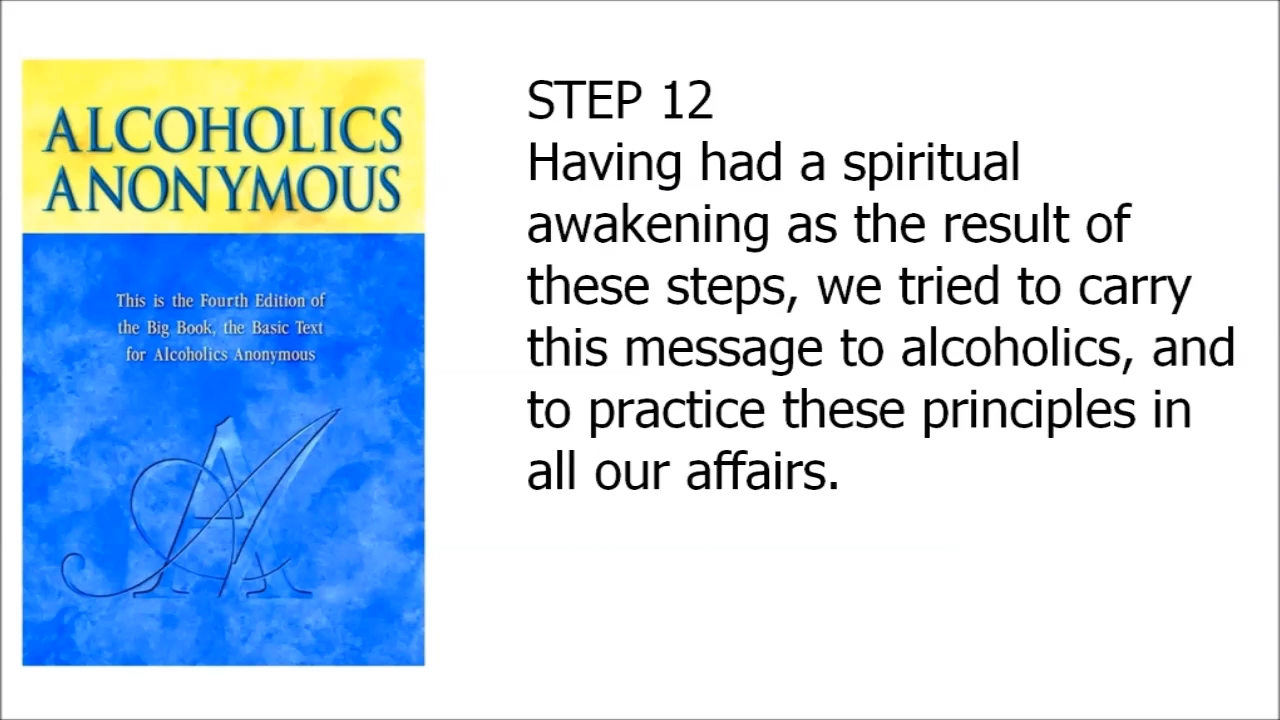 ALCOHOLICS
ANONYMOUS
This is the Fourth Edition of
the Big Book, the Basic Text
for Alcoholics Anonymous
AA
STEP 12
Having had a spiritual
awakening as the result of
these steps, we tried to carry
this message to alcoholics, and
to practice these principles in
all our affairs.